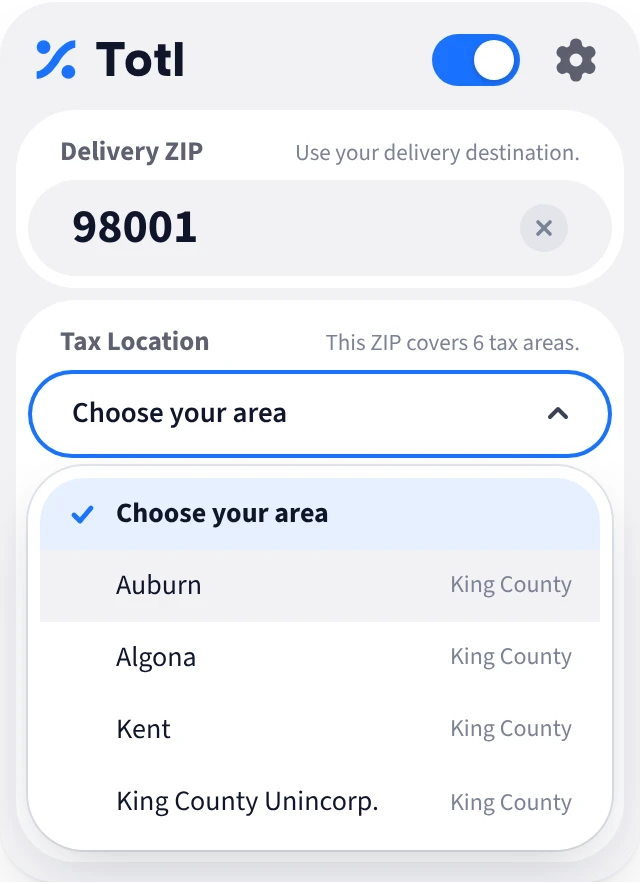 Totl
Delivery ZIP Use your delivery destination.
98001
Tax Location This ZIP covers 6 tax areas.
Choose your area
Choose your area
Auburn King County
Algona King County
Kent King County
King County Unincorp. King County